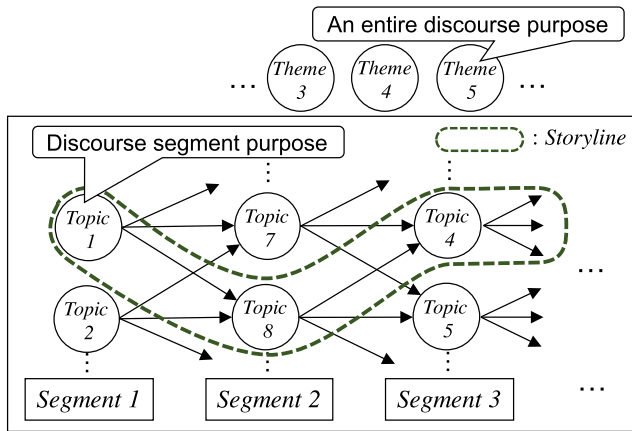 An entire discourse purpose
... Theme 3 Theme 4 Theme 5 ...
Discourse segment purpose
: Storyline
Topic 1
Topic 7
Topic 4
...
Topic 2
Topic 8
Topic 5
Segment 1 Segment 2 Segment 3 ...